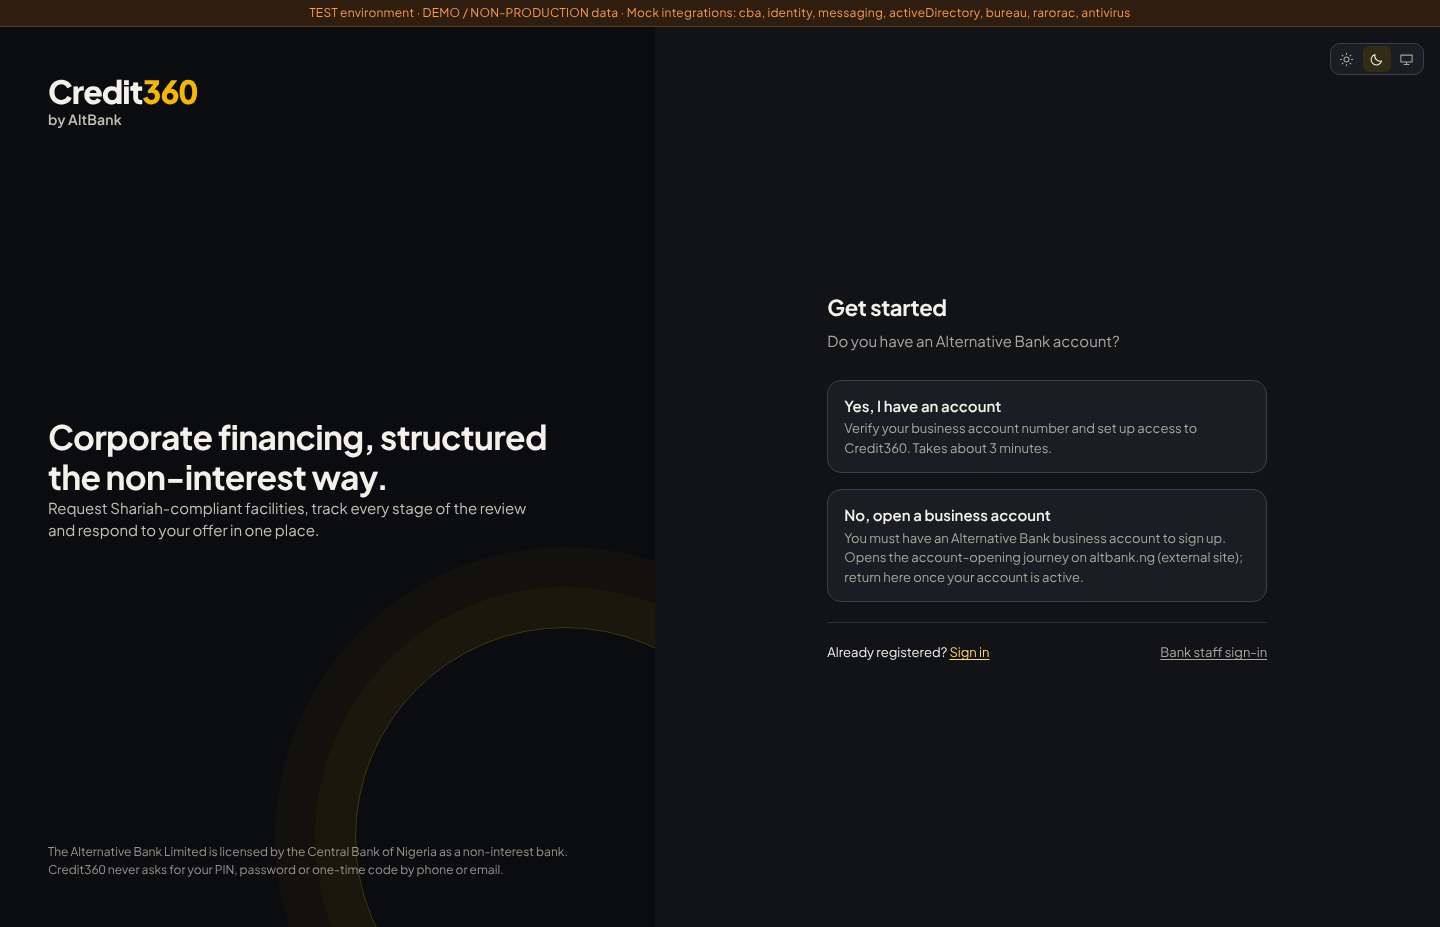 TEST environment · DEMO / NON-PRODUCTION data · Mock integrations: cba, identity, messaging, activeDirectory, bureau, rarorac, antivirus
Credit360
by AltBank
Corporate financing, structured
the non-interest way.
Request Shariah-compliant facilities, track every stage of the review
and respond to your offer in one place.
The Alternative Bank Limited is licensed by the Central Bank of Nigeria as a non-interest bank.
Credit360 never asks for your PIN, password or one-time code by phone or email.
Get started
Do you have an Alternative Bank account?
Yes, I have an account
Verify your business account number and set up access to
Credit360. Takes about 3 minutes.
No, open a business account
You must have an Alternative Bank business account to sign up.
Opens the account-opening journey on altbank.ng (external site);
return here once your account is active.
Already registered? Sign in
Bank staff sign-in